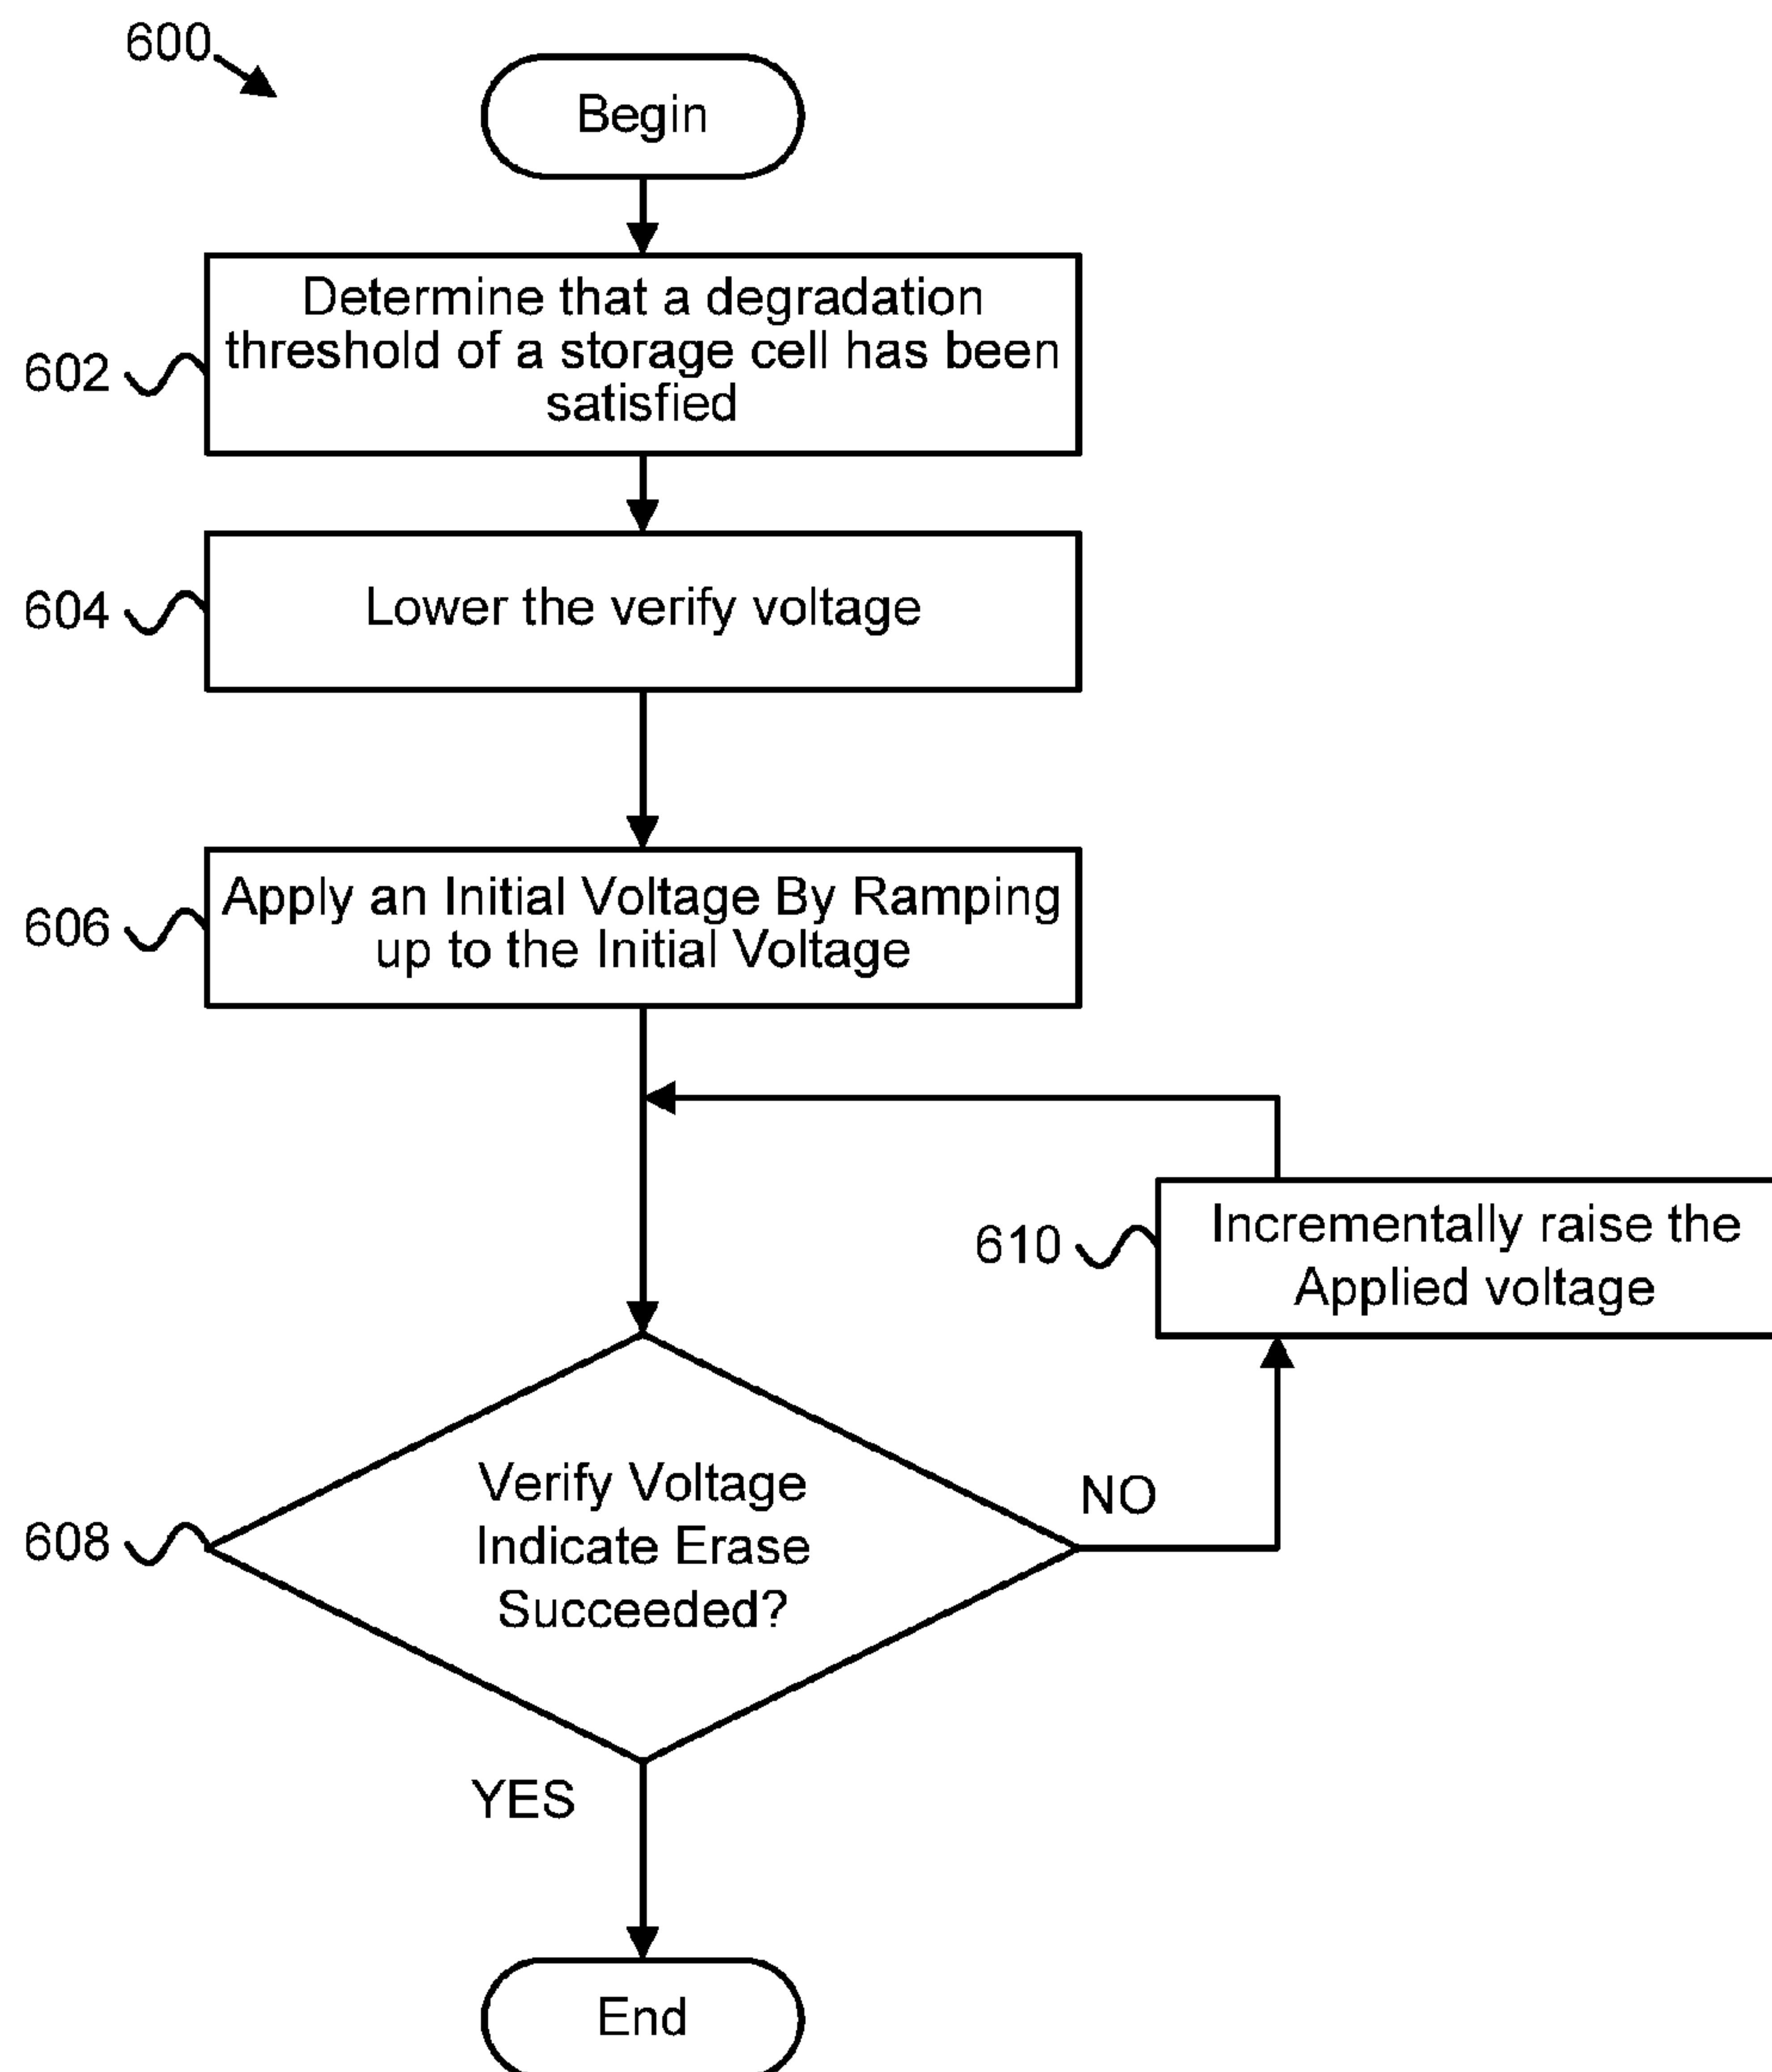 600
Begin
Determine that a degradation
threshold of a storage cell has been
satisfied
602
Lower the verify voltage
604
Apply an Initial Voltage By Ramping
up to the Initial Voltage
606
Incrementally raise the
Applied voltage
610
Verify Voltage
Indicate Erase
Succeeded?
608
NO
YES
End